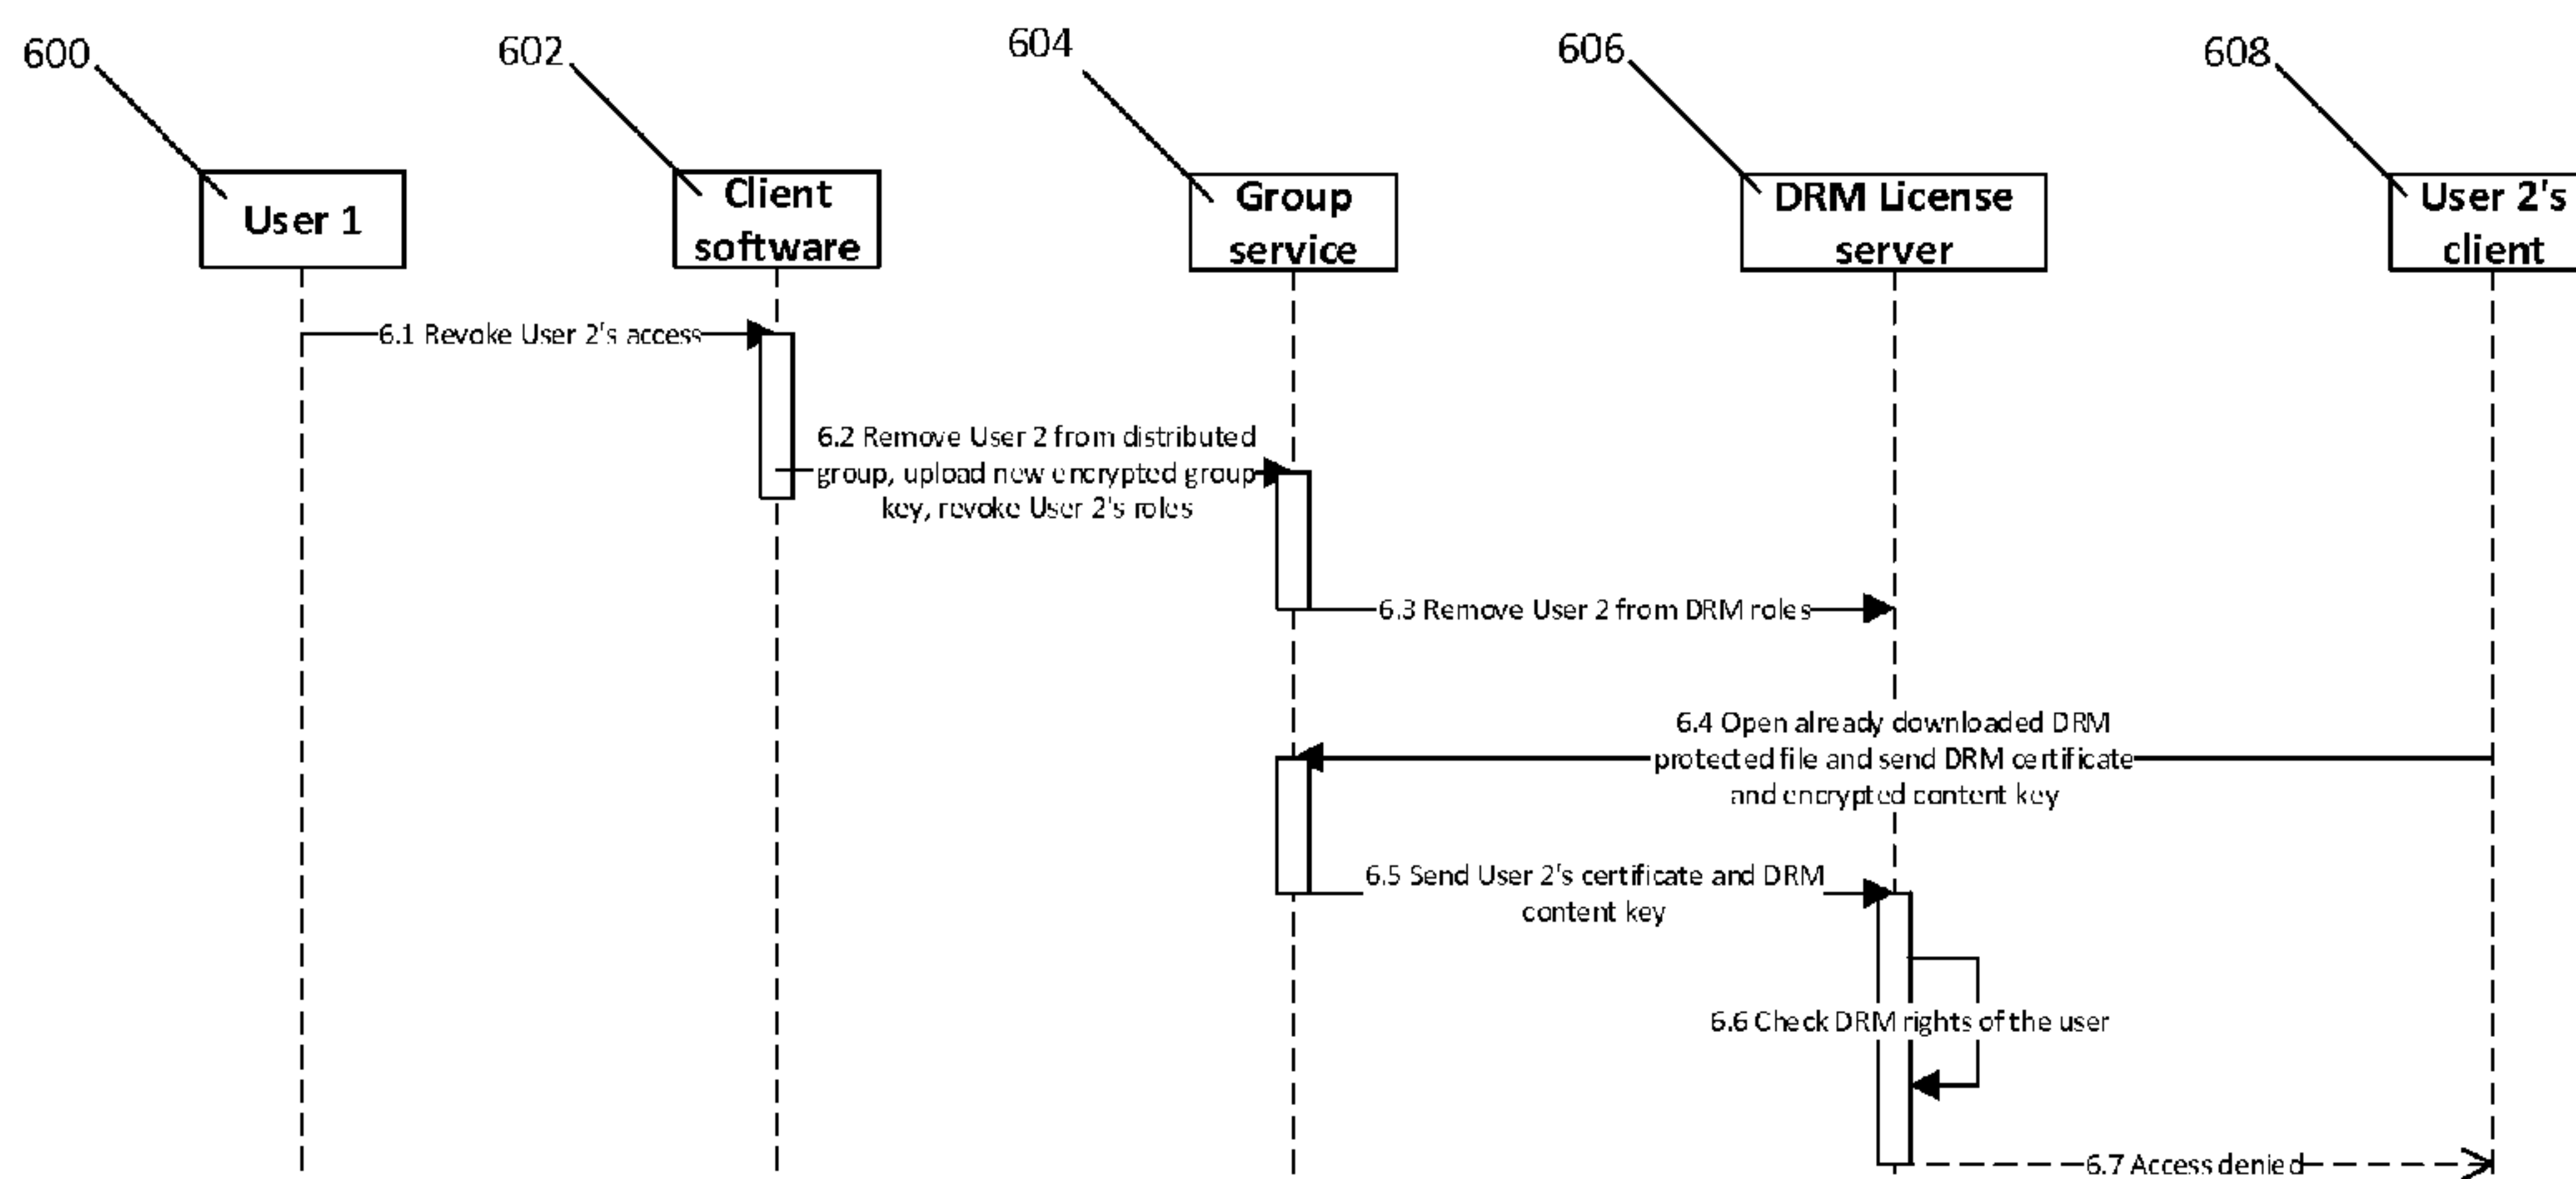 600
602
604
606
608
User 1
Client
software
Group
service
DRM License
server
User 2's
client
6.1 Revoke User 2's access
6.2 Remove User 2 from distributed
group, upload new encrypted group
key, revoke User 2's roles
6.3 Remove User 2 from DRM roles
6.4 Open already downloaded DRM
protected file and send DRM certificate
and encrypted content key
6.5 Send User 2's certificate and DRM
content key
6.6 Check DRM rights of the user
6.7 Access denied